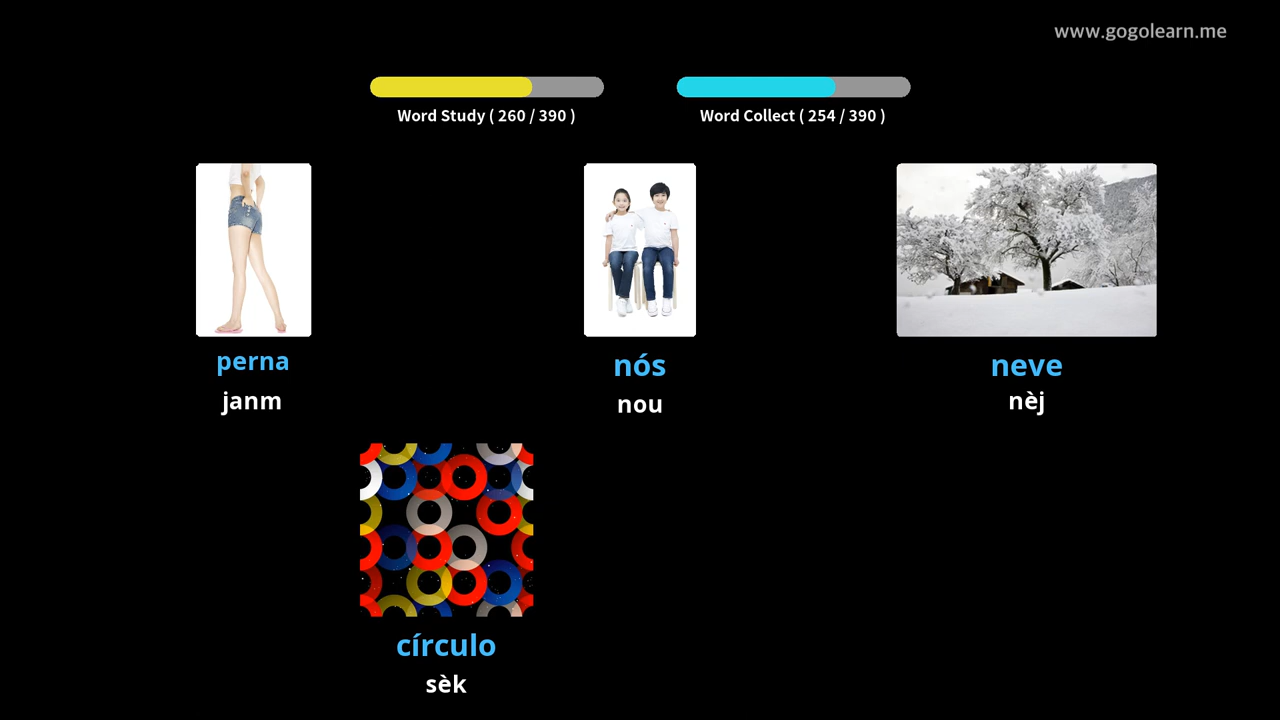 www.gogolearn.me
Word Study ( 260 / 390 )
Word Collect ( 254 / 390 )
perna
janm
nós
nou
neve
nèj
círculo
sèk